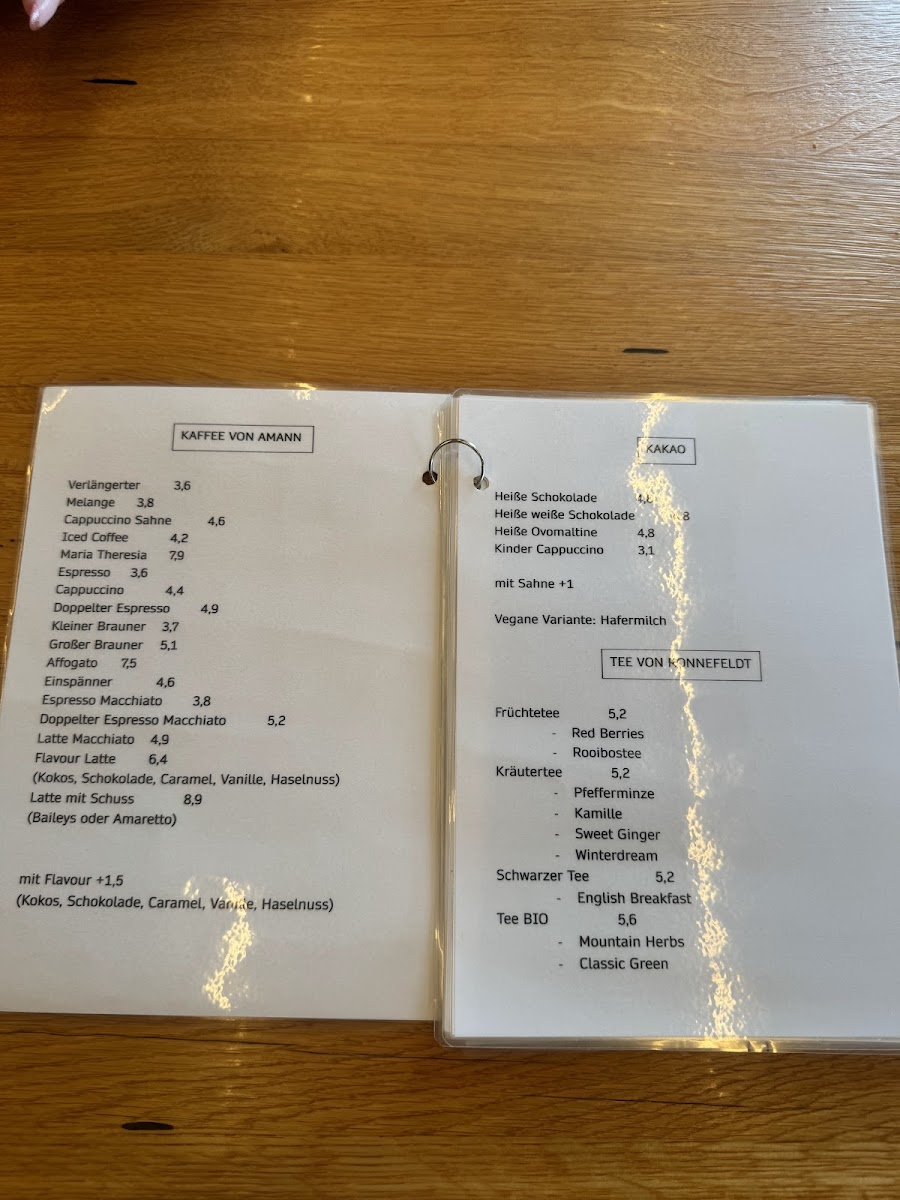 KAFFEE VON AMANN
Verlängerter 3,6
Melange 3,8
Cappuccino Sahne 4,6
Iced Coffee 4,2
Maria Theresia 7,9
Espresso 3,6
Cappuccino 4,4
Doppelter Espresso 4,9
Kleiner Brauner 3,7
Großer Brauner 5,1
Affogato 7,5
Einspänner 4,6
Espresso Macchiato 3,8
Doppelter Espresso Macchiato 5,2
Latte Macchiato 4,9
Flavour Latte 6,4
(Kokos, Schokolade, Caramel, Vanille, Haselnuss)
Latte mit Schuss 8,9
(Baileys oder Amaretto)
mit Flavour +1,5
(Kokos, Schokolade, Caramel, Vanille, Haselnuss)
KAKAO
Heiße Schokolade
Heiße weiße Schokolade
Heiße Ovomaltine 4,8
Kinder Cappuccino 3,1
mit Sahne +1
Vegane Variante: Hafermilch
TEE VON RONNEFELDT
Früchtetee 5,2
- Red Berries
- Rooibostee
Kräutertee 5,2
- Pfefferminze
- Kamille
- Sweet Ginger
- Winterdream
Schwarzer Tee 5,2
- English Breakfast
Tee BIO 5,6
- Mountain Herbs
- Classic Green